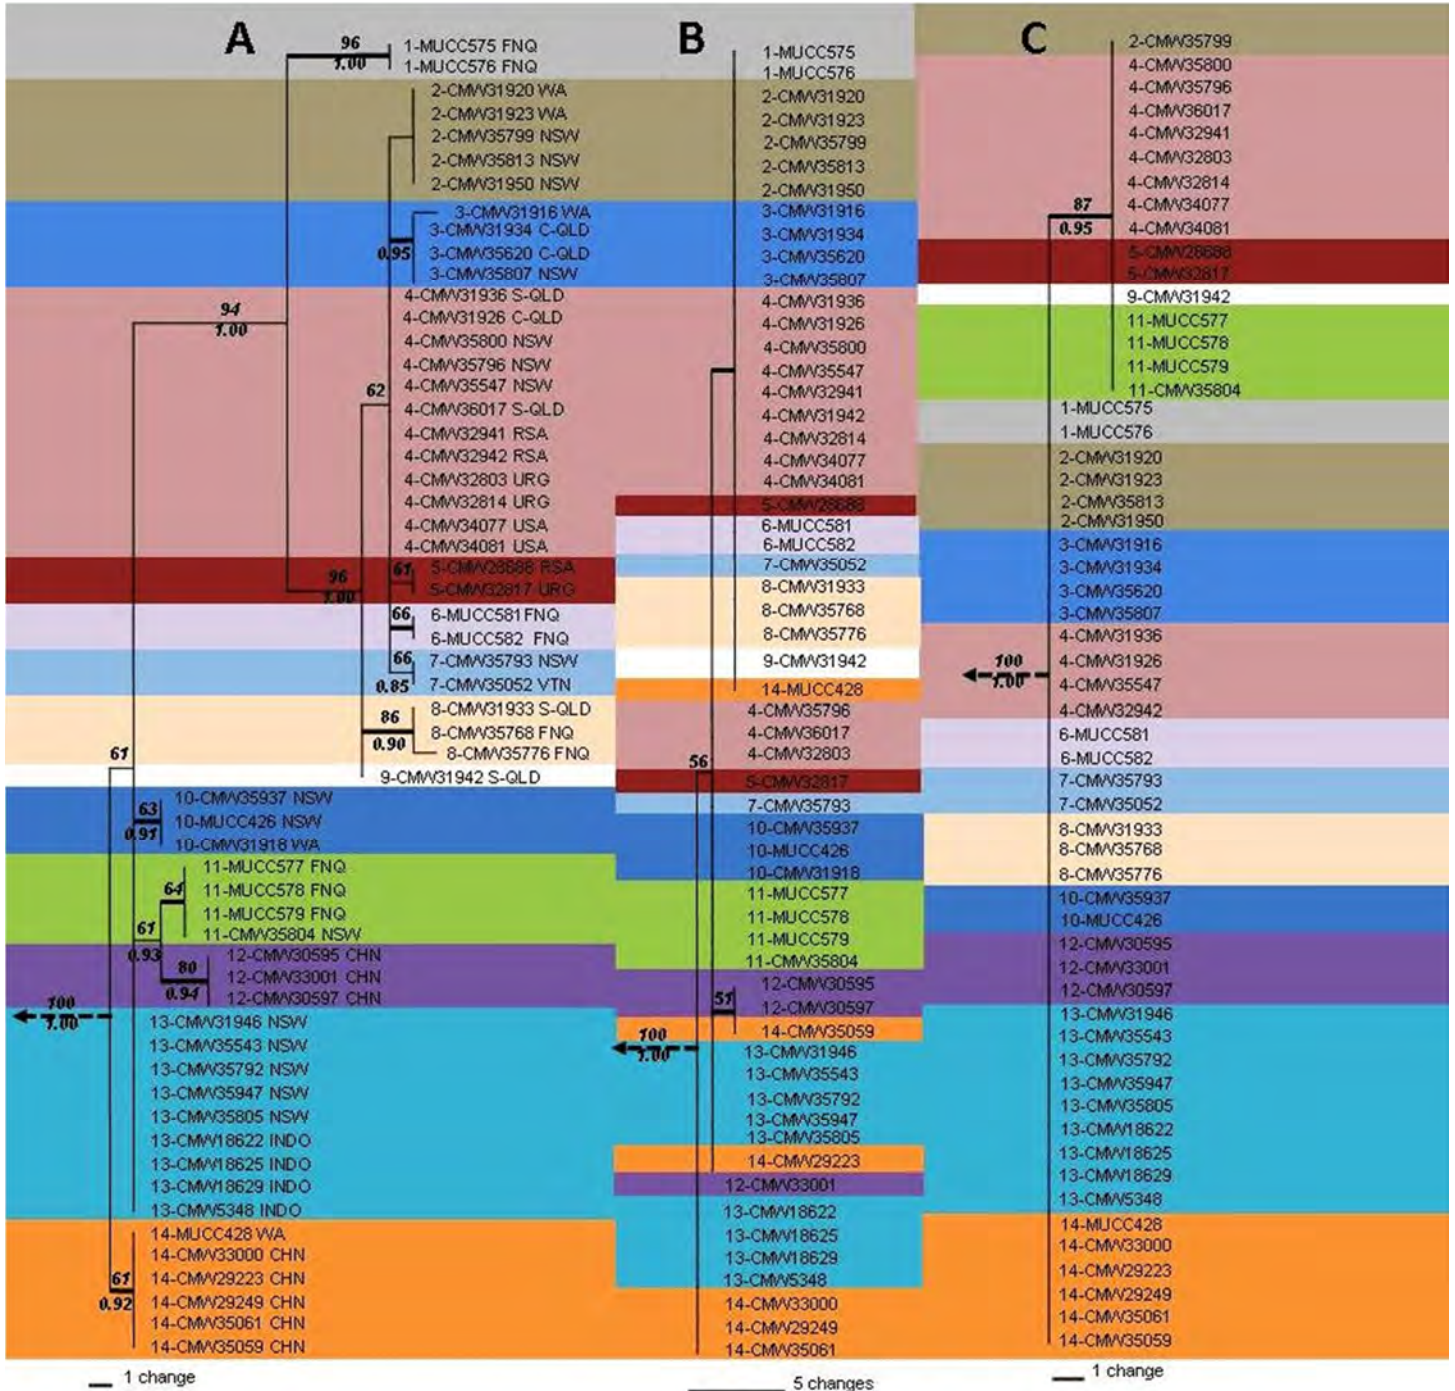 A
96
1.00
1-MUCC575 FNQ
1-MUCC576 FNQ
2-CMW31920 WA
2-CMW31923 WA
2-CMW35799 NSW
2-CMW35813 NSW
2-CMW31950 NSW
3-CMW31916 WA
3-CMW31934 C-QLD
0.95
3-CMW35620 C-QLD
3-CMW35807 NSW
4-CMW31936 S-QLD
94
1.00
4-CMW31926 C-QLD
4-CMW35800 NSW
4-CMW35796 NSW
62
4-CMW35547 NSW
4-CMW36017 S-QLD
4-CMW32941 RSA
4-CMW32942 RSA
4-CMW32803 URG
4-CMW32814 URG
4-CMW34077 USA
4-CMW34081 USA
96
1.00
61
5-CMW28688 RSA
5-CMW32817 URG
66
6-MUCC581 FNQ
6-MUCC582 FNQ
66
0.85
7-CMW35793 NSW
7-CMW35052 VTN
86
0.90
8-CMW31933 S-QLD
8-CMW35768 FNQ
8-CMW35776 FNQ
61
9-CMW31942 S-QLD
63
0.91
10-CMW35937 NSW
10-MUCC426 NSW
10-CMW31918 WA
11-MUCC577 FNQ
64
11-MUCC578 FNQ
11-MUCC579 FNQ
11-CMW35804 NSW
61
0.93
80
0.94
12-CMW30595 CHN
12-CMW33001 CHN
12-CMW30597 CHN
100
1.00
13-CMW31946 NSW
13-CMW35543 NSW
13-CMW35792 NSW
13-CMW35947 NSW
13-CMW35805 NSW
13-CMW18622 INDO
13-CMW18625 INDO
13-CMW18629 INDO
13-CMW5348 INDO
14-MUCC428 WA
14-CMW33000 CHN
61
0.92
14-CMW29223 CHN
14-CMW29249 CHN
14-CMW35061 CHN
14-CMW35059 CHN
1 change
B
1-MUCC575
1-MUCC576
2-CMW31920
2-CMW31923
2-CMW35799
2-CMW35813
2-CMW31950
3-CMW31916
3-CMW31934
3-CMW35620
3-CMW35807
4-CMW31936
4-CMW31926
4-CMW35800
4-CMW35547
4-CMW32941
4-CMW31942
4-CMW32814
4-CMW34077
4-CMW34081
5-CMW28688
6-MUCC581
6-MUCC582
7-CMW35052
8-CMW31933
8-CMW35768
8-CMW35776
9-CMW31942
14-MUCC428
4-CMW35796
4-CMW36017
4-CMW32803
56
5-CMW32817
7-CMW35793
10-CMW35937
10-MUCC426
10-CMW31918
11-MUCC577
11-MUCC578
11-MUCC579
11-CMW35804
51
12-CMW30595
12-CMW30597
14-CMW35059
100
1.00
13-CMW31946
13-CMW35543
13-CMW35792
13-CMW35947
13-CMW35805
14-CMW29223
12-CMW33001
13-CMW18622
13-CMW18625
13-CMW18629
13-CMW5348
14-CMW33000
14-CMW29249
14-CMW35061
5 changes
C
2-CMW35799
4-CMW35800
4-CMW35796
4-CMW36017
4-CMW32941
4-CMW32803
4-CMW32814
87
0.95
4-CMW34077
4-CMW34081
5-CMW28688
5-CMW32817
9-CMW31942
11-MUCC577
11-MUCC578
11-MUCC579
11-CMW35804
1-MUCC575
1-MUCC576
2-CMW31920
2-CMW31923
2-CMW35813
2-CMW31950
3-CMW31916
3-CMW31934
3-CMW35620
3-CMW35807
4-CMW31936
100
1.00
4-CMW31926
4-CMW35547
4-CMW32942
6-MUCC581
6-MUCC582
7-CMW35793
7-CMW35052
8-CMW31933
8-CMW35768
8-CMW35776
10-CMW35937
10-MUCC426
12-CMW30595
12-CMW33001
12-CMW30597
13-CMW31946
13-CMW35543
13-CMW35792
13-CMW35947
13-CMW35805
13-CMW18622
13-CMW18625
13-CMW18629
13-CMW5348
14-MUCC428
14-CMW33000
14-CMW29223
14-CMW29249
14-CMW35061
14-CMW35059
1 change